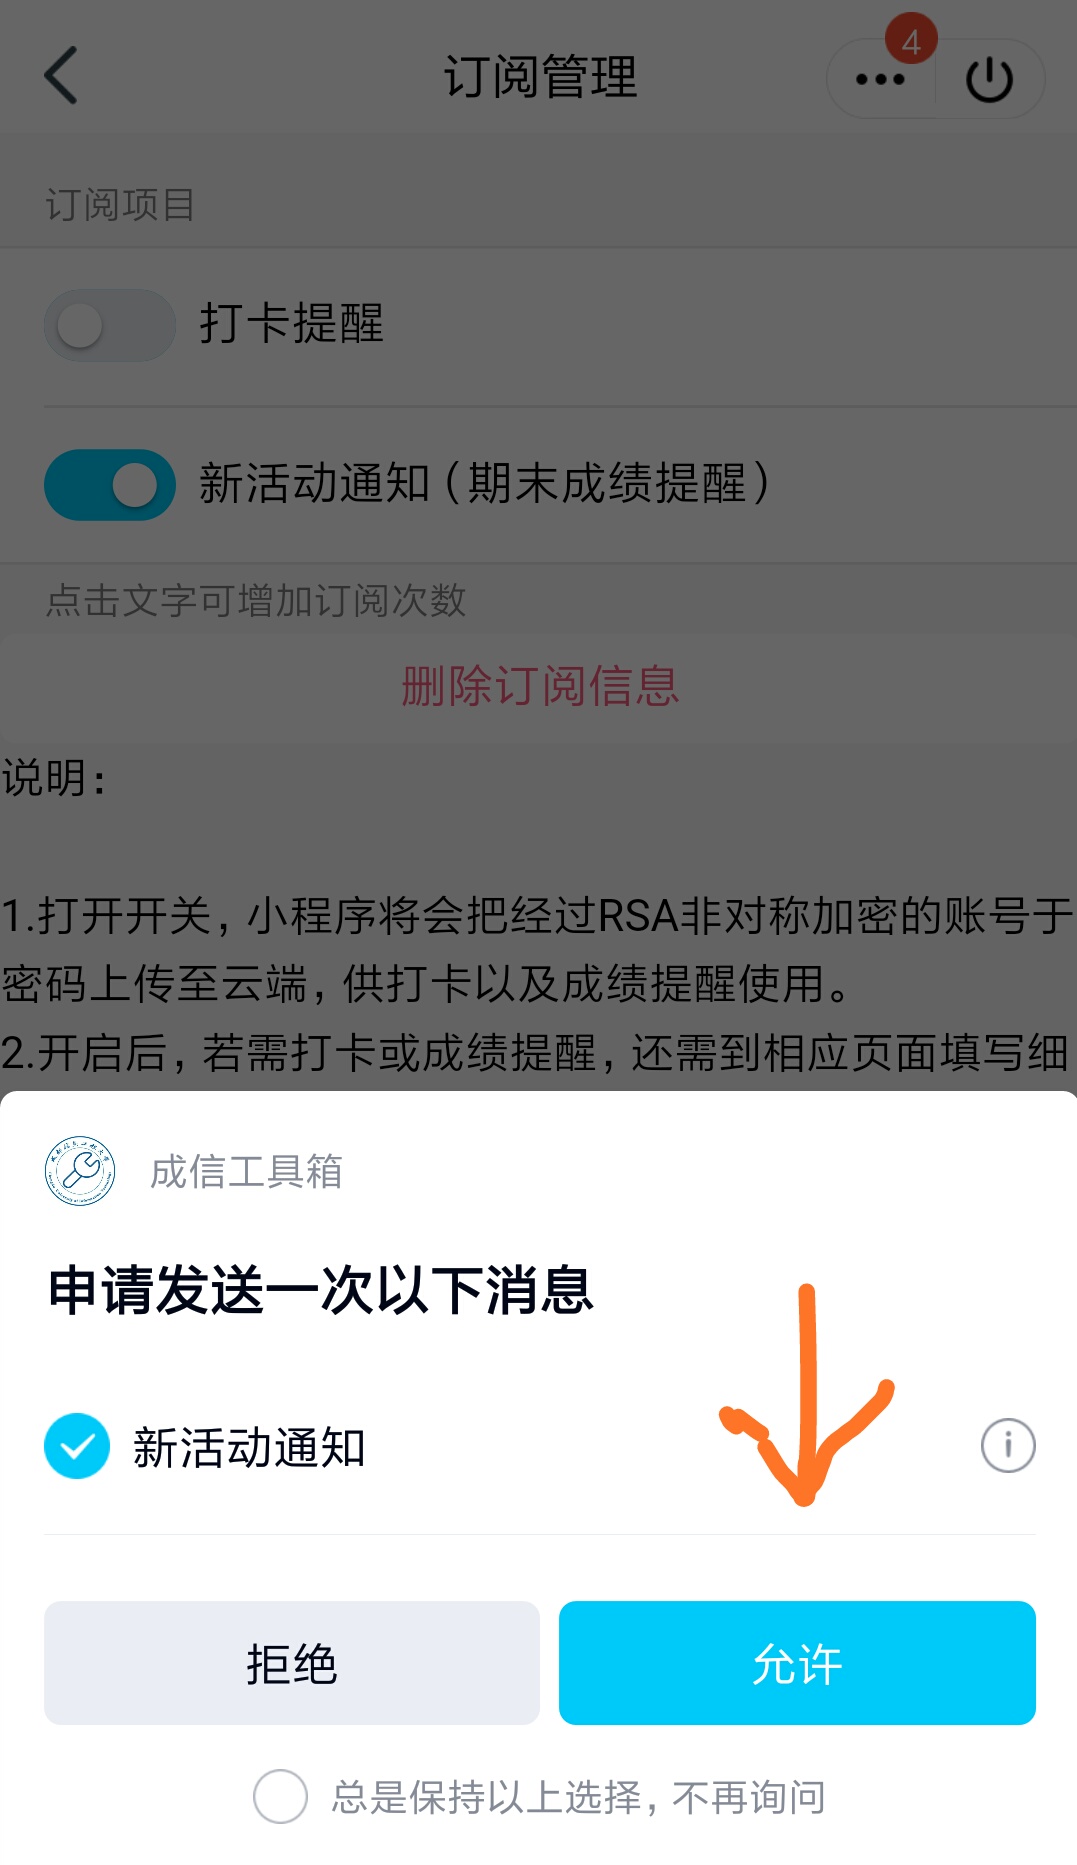 订阅管理
4
订阅项目
打卡提醒
新活动通知（期末成绩提醒）
点击文字可增加订阅次数
删除订阅信息
说明：
1.打开开关，小程序将会把经过RSA非对称加密的账号于
密码上传至云端，供打卡以及成绩提醒使用。
2.开启后，若需打卡或成绩提醒，还需到相应页面填写细
成信工具箱
申请发送一次以下消息
新活动通知
拒绝
允许
总是保持以上选择，不再询问